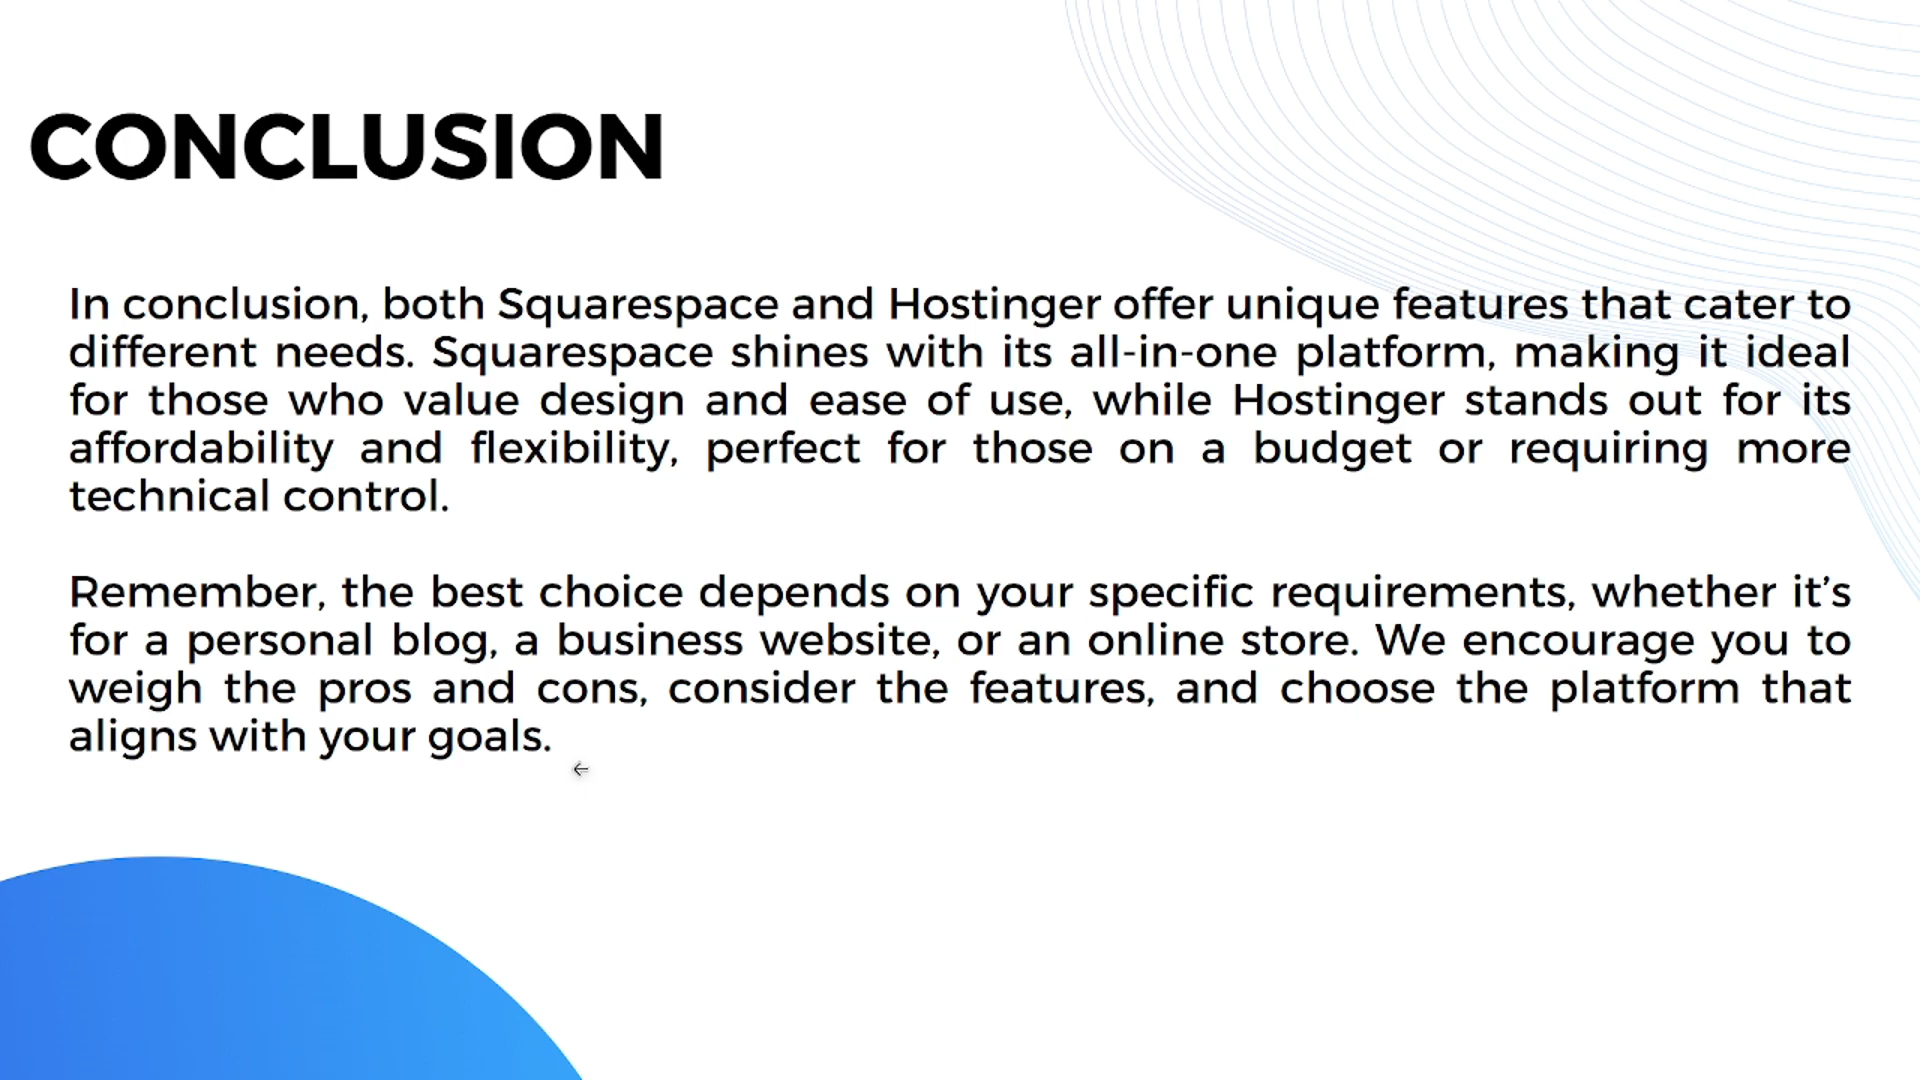 CONCLUSION
In conclusion, both Squarespace and Hostinger offer unique features that cater to
different needs. Squarespace shines with its all-in-one platform, making it ideal
for those who value design and ease of use, while Hostinger stands out for its
affordability and flexibility, perfect for those on a budget or requiring more
technical control.
Remember, the best choice depends on your specific requirements, whether it’s
for a personal blog, a business website, or an online store. We encourage you to
weigh the pros and cons, consider the features, and choose the platform that
aligns with your goals.